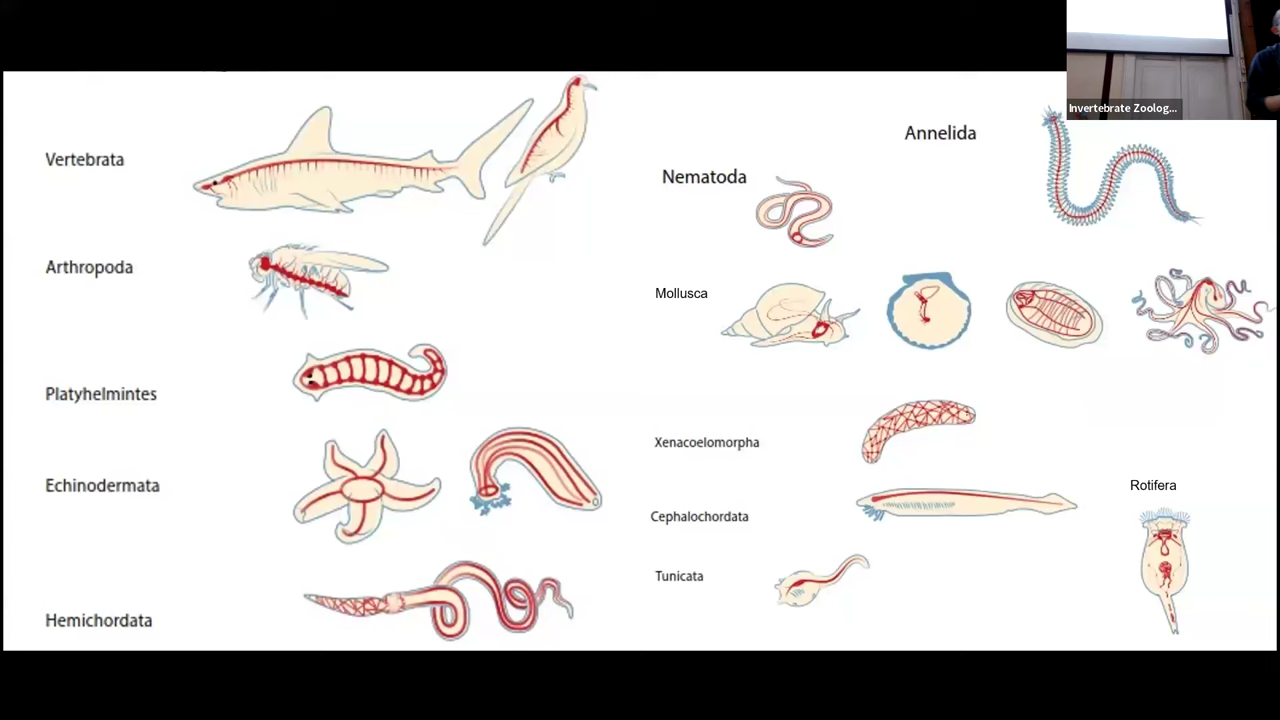 Invertebrate Zoolog...
Vertebrata
Arthropoda
Platyhelmintes
Echinodermata
Hemichordata
Annelida
Nematoda
Mollusca
Xenacoelomorpha
Cephalochordata
Rotifera
Tunicata